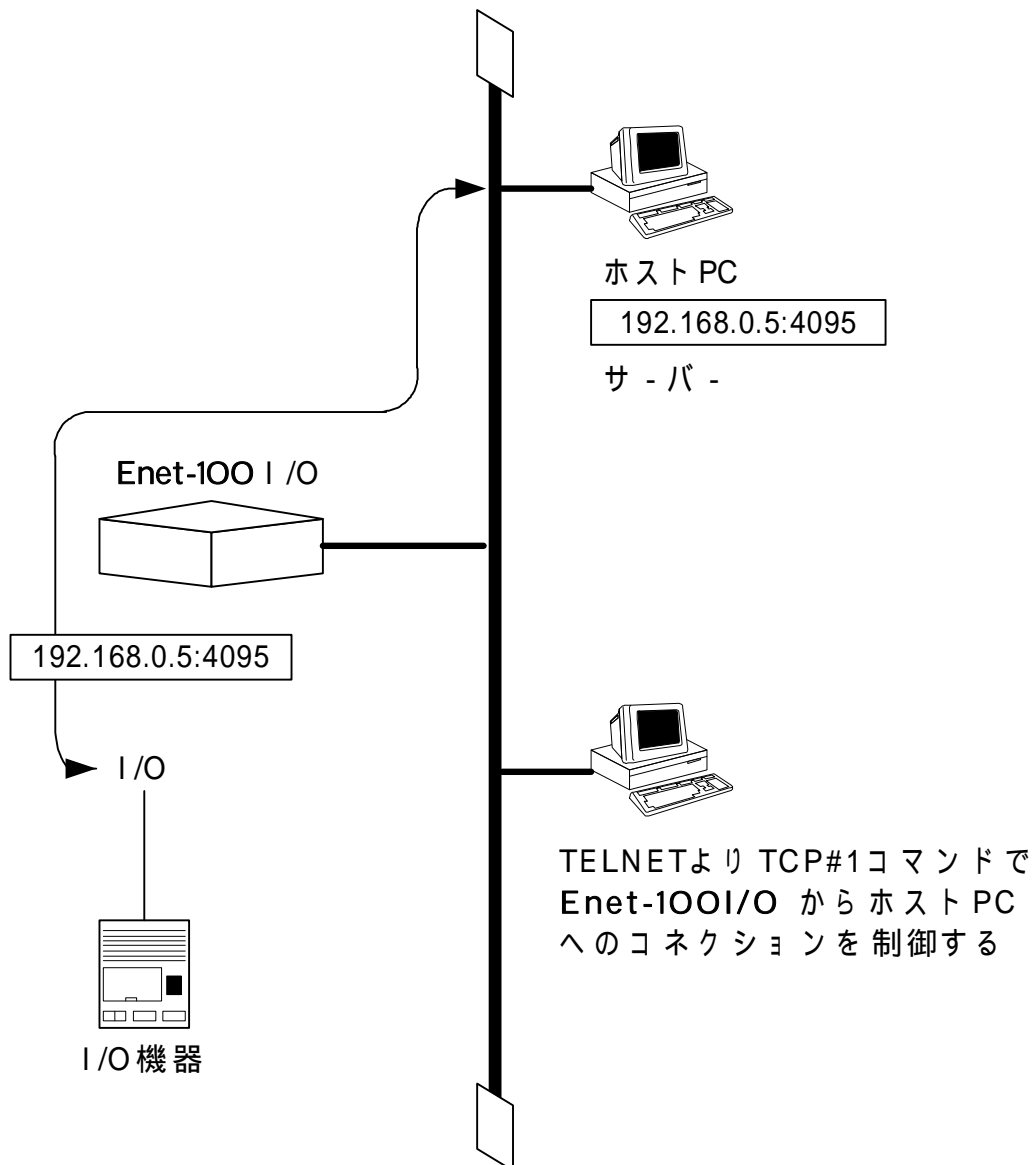 ホストPC
192.168.0.5:4095
サ-バ-
Enet-100 I/O
192.168.0.5:4095
I/O
I/O機器
TELNETより TCP#1コマンドで
Enet-100I/O からホストPC
へのコネクションを制御する